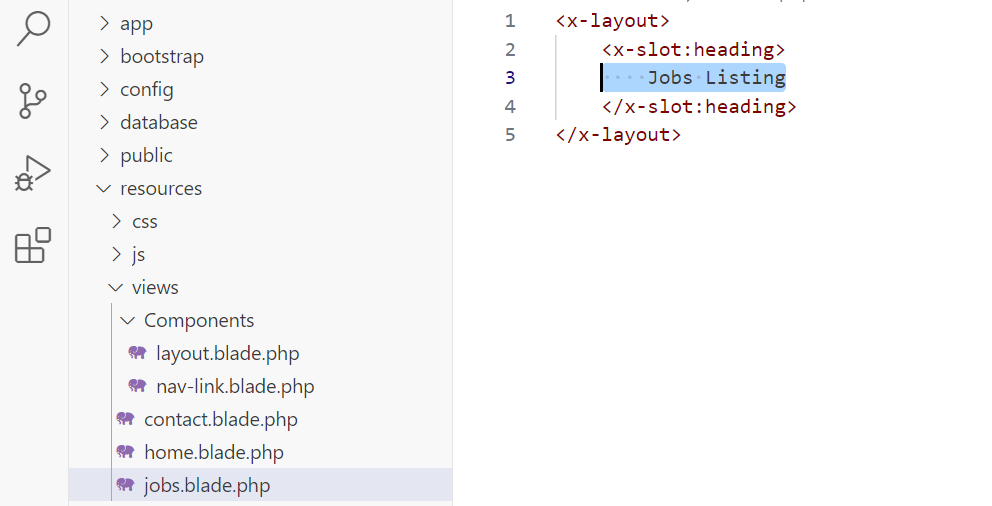 app
bootstrap
config
database
public
resources
css
js
views
Components
layout.blade.php
nav-link.blade.php
contact.blade.php
home.blade.php
jobs.blade.php
1 <x-layout>
2 <x-slot:heading>
3 Jobs Listing
4 </x-slot:heading>
5 </x-layout>